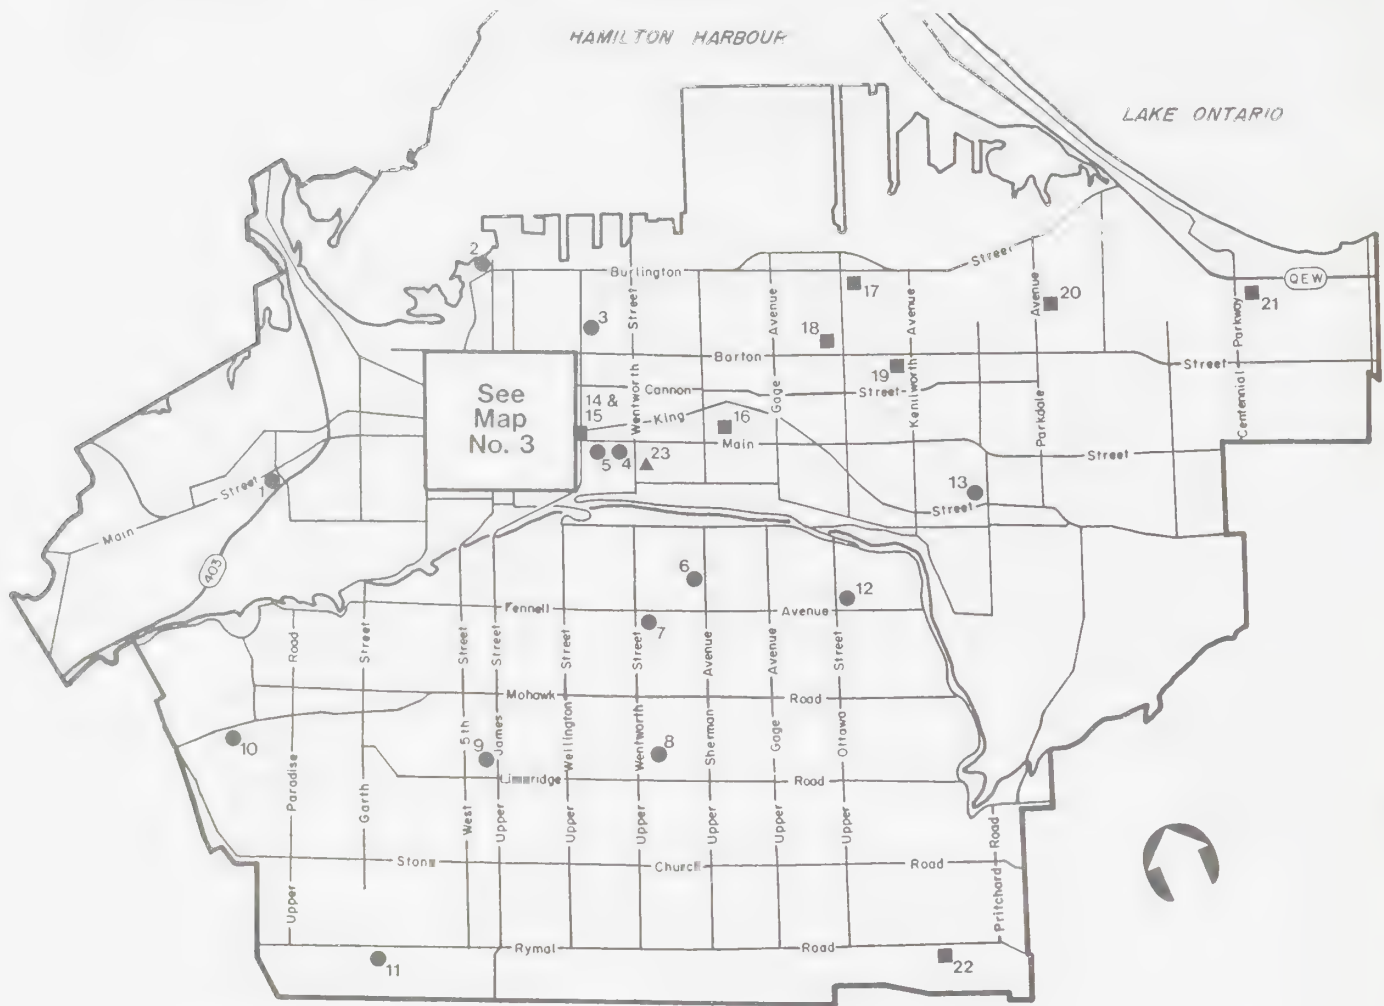 HAMILTON HARBOUR
LAKE ONTARIO
2
Burlington
Street
QEW
17
20
21
3
18
Street
Wentworth
Avenue
Gage
Avenue
Kenilworth
Avenue
Parkdale
Centennial Parkway
Barton
Street
19
See
Map
No. 3
14 &
15
Cannon
Street
King
16
Main
Street
5
4
23
1
Main
Street
13
Street
403
6
12
Fennell
Avenue
7
Road
Paradise
Upper
Street
Garth
Street
5th
West
Street
James
Upper
Street
Wellington
Upper
Street
Wentworth
Upper
Avenue
Sherman
Upper
Avenue
Gage
Upper
Street
Ottawa
Upper
Mohawk
Road
10
9
8
Limeridge
Road
Stone
Church
Road
Pritchard Road
Rymal
Road
11
22